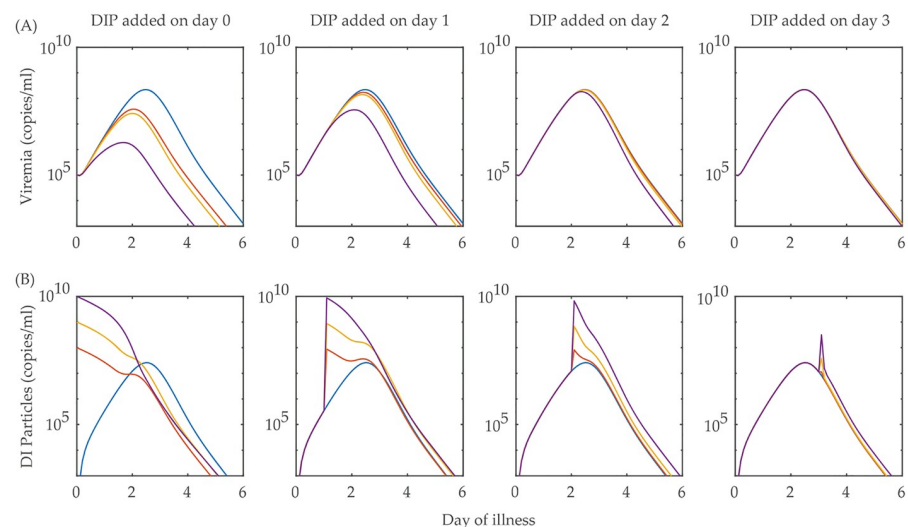 (A)
DIP added on day 0
DIP added on day 1
DIP added on day 2
DIP added on day 3
Viremia (copies/ml)
10^10
10^5
0 2 4 6
10^10
10^5
0 2 4 6
10^10
10^5
0 2 4 6
10^10
10^5
0 2 4 6
(B)
DI Particles (copies/ml)
10^10
10^5
0 2 4 6
10^10
10^5
0 2 4 6
10^10
10^5
0 2 4 6
10^10
10^5
0 2 4 6
Day of illness